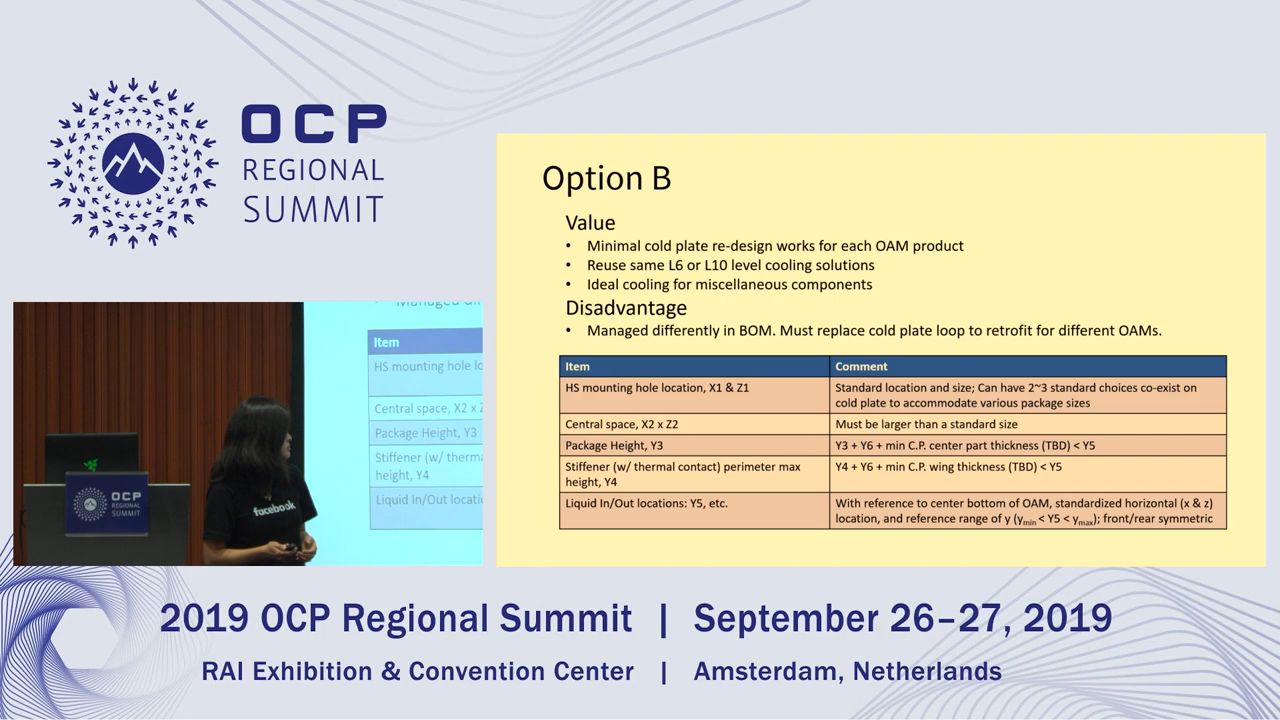 OCP
REGIONAL
SUMMIT
Option B
Value
• Minimal cold plate re-design works for each OAM product
• Reuse same L6 or L10 level cooling solutions
• Ideal cooling for miscellaneous components
Disadvantage
• Managed differently in BOM. Must replace cold plate loop to retrofit for different OAMs.
Item Comment
HS mounting hole location, X1 & Z1 Standard location and size; Can have 2~3 standard choices co-exist on
cold plate to accommodate various package sizes
Central space, X2 x Z2 Must be larger than a standard size
Package Height, Y3 Y3 + Y6 + min C.P. center part thickness (TBD) < Y5
Stiffener (w/ thermal contact) perimeter max Y4 + Y6 + min C.P. wing thickness (TBD) < Y5
height, Y4
Liquid In/Out locations: Y5, etc. With reference to center bottom of OAM, standardized horizontal (x & z)
location, and reference range of y (ymin < Y5 < ymax); front/rear symmetric
Item
HS mounting hole
Central space, X2 x
Package Height, Y3
Stiffener (w/
height, Y4
Liquid In/Out
OCP
REGIONAL
SUMMIT
facebook
2019 OCP Regional Summit | September 26–27, 2019
RAI Exhibition & Convention Center | Amsterdam, Netherlands